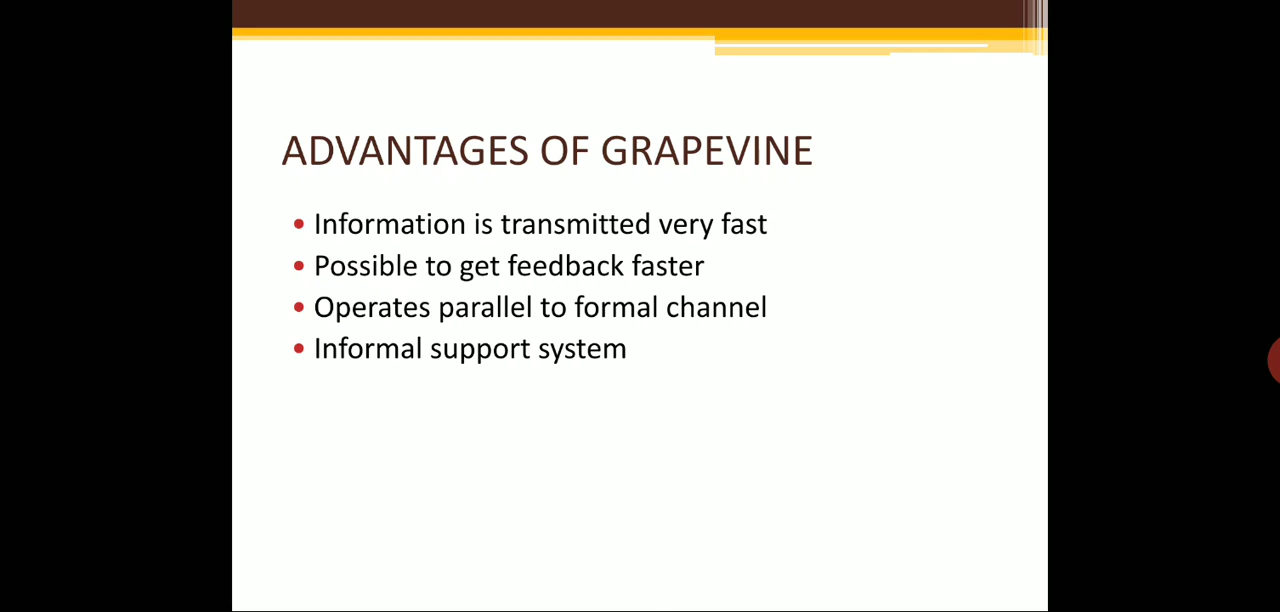 ADVANTAGES OF GRAPEVINE
• Information is transmitted very fast
• Possible to get feedback faster
• Operates parallel to formal channel
• Informal support system